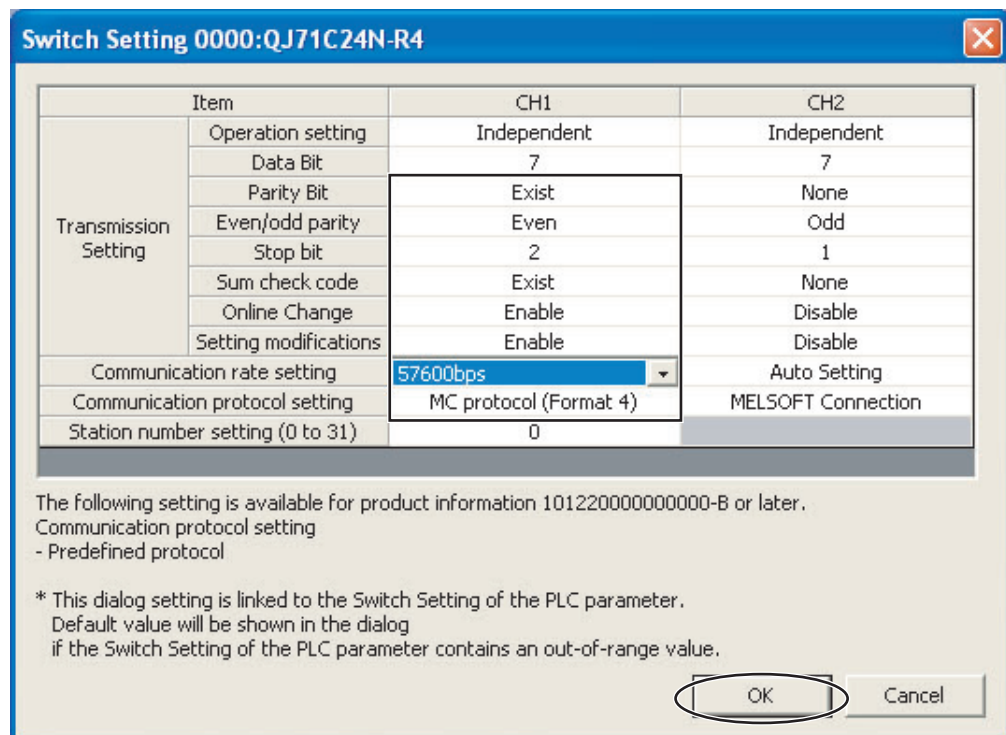 Switch Setting 0000:QJ71C24N-R4
Item CH1 CH2
Transmission Setting
Operation setting Independent Independent
Data Bit 7 7
Parity Bit Exist None
Even/odd parity Even Odd
Stop bit 2 1
Sum check code Exist None
Online Change Enable Disable
Setting modifications Enable Disable
Communication rate setting 57600bps Auto Setting
Communication protocol setting MC protocol (Format 4) MELSOFT Connection
Station number setting (0 to 31) 0
The following setting is available for product information 101220000000000-B or later.
Communication protocol setting
- Predefined protocol
* This dialog setting is linked to the Switch Setting of the PLC parameter.
Default value will be shown in the dialog
if the Switch Setting of the PLC parameter contains an out-of-range value.
OK Cancel